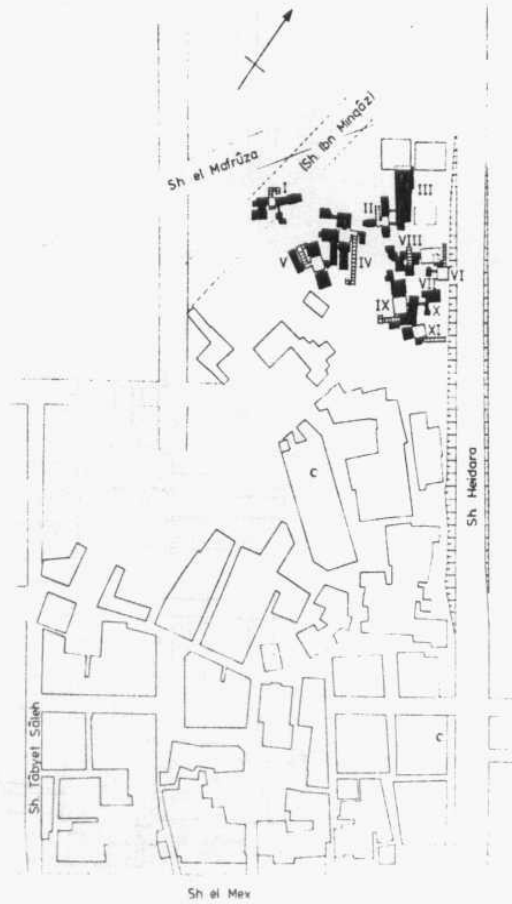 Sh el Mafrûza
(Sh Ibn Minqâz)
I
II
III
IV
V
VI
VII
VIII
IX
X
XI
Sh Heidara
C
C
Sh Tâbyet Sâleh
Sh el Mex